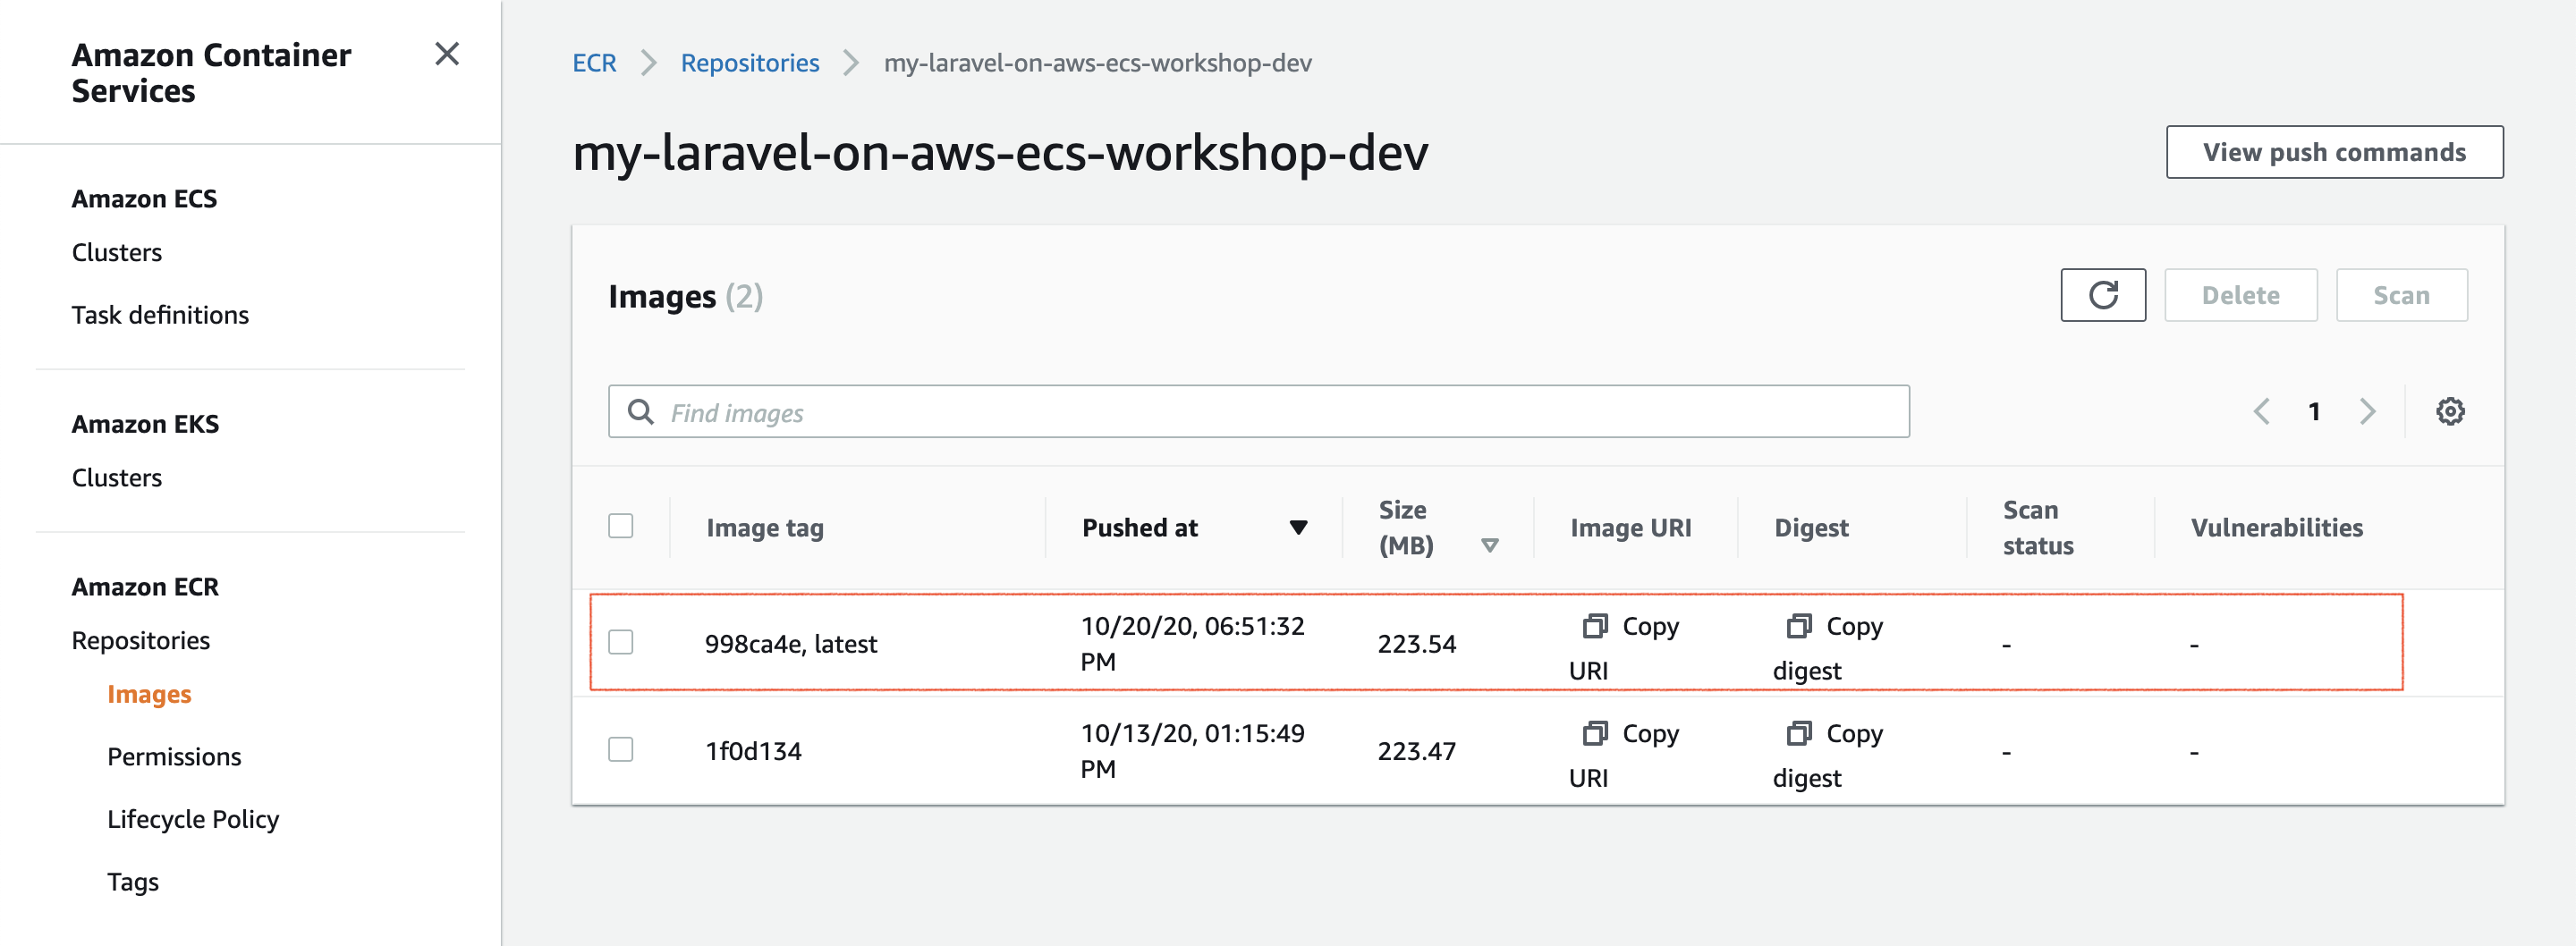 Amazon Container
Services
Amazon ECS
Clusters
Task definitions
Amazon EKS
Clusters
Amazon ECR
Repositories
Images
Permissions
Lifecycle Policy
Tags
ECR
Repositories
my-laravel-on-aws-ecs-workshop-dev
my-laravel-on-aws-ecs-workshop-dev
View push commands
Images (2)
Delete
Scan
Find images
1
Image tag
Pushed at
Size
(MB)
Image URI
Digest
Scan
status
Vulnerabilities
998ca4e, latest
10/20/20, 06:51:32
PM
223.54
Copy
URI
Copy
digest
-
-
1f0d134
10/13/20, 01:15:49
PM
223.47
Copy
URI
Copy
digest
-
-